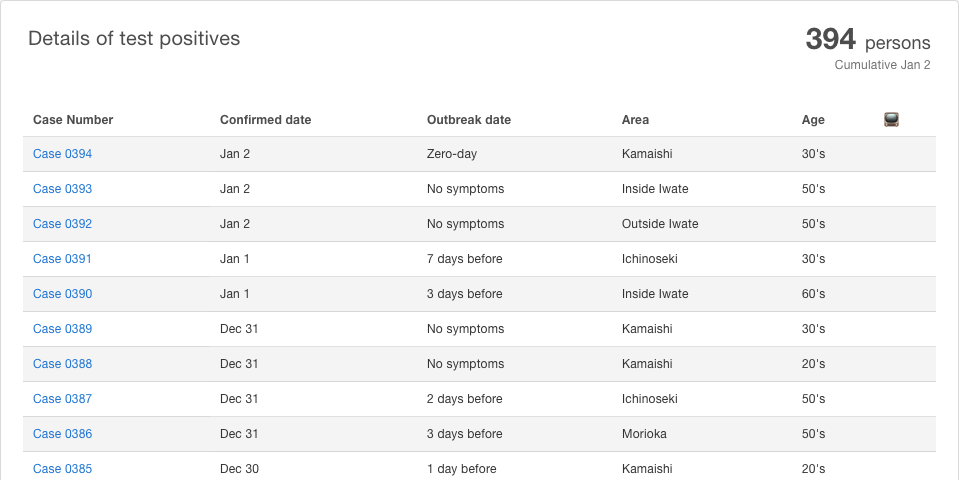 Details of test positives
394 persons
Cumulative Jan 2
Case Number Confirmed date Outbreak date Area Age
Case 0394 Jan 2 Zero-day Kamaishi 30's
Case 0393 Jan 2 No symptoms Inside Iwate 50's
Case 0392 Jan 2 No symptoms Outside Iwate 50's
Case 0391 Jan 1 7 days before Ichinoseki 30's
Case 0390 Jan 1 3 days before Inside Iwate 60's
Case 0389 Dec 31 No symptoms Kamaishi 30's
Case 0388 Dec 31 No symptoms Kamaishi 20's
Case 0387 Dec 31 2 days before Ichinoseki 50's
Case 0386 Dec 31 3 days before Morioka 50's
Case 0385 Dec 30 1 day before Kamaishi 20's